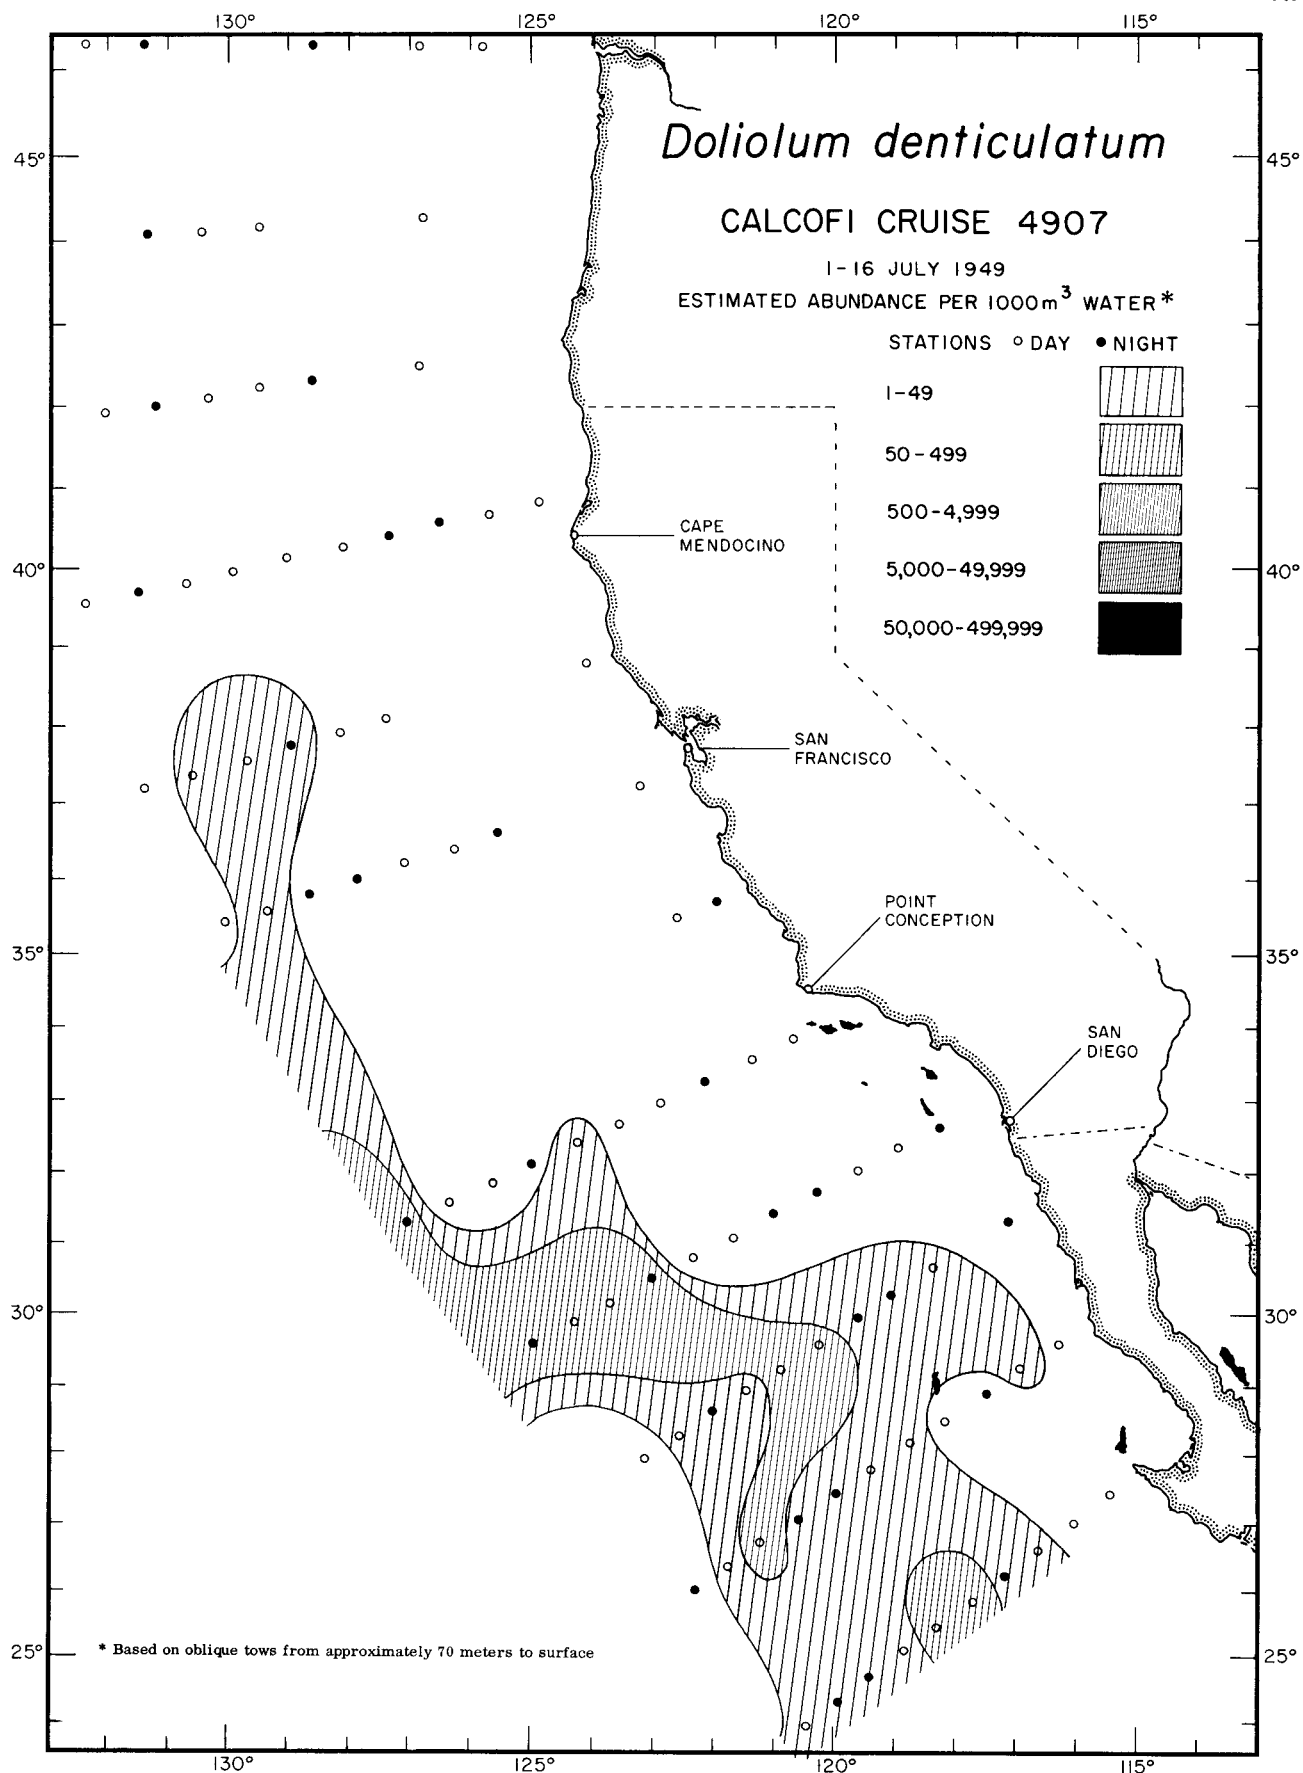 130° 125° 120° 115°
45° 45°
Doliolum denticulatum
CALCOFI CRUISE 4907
1-16 JULY 1949
ESTIMATED ABUNDANCE PER 1000m³ WATER*
STATIONS ○ DAY ● NIGHT
1-49
50-499
500-4,999
5,000-49,999
50,000-499,999
CAPE
MENDOCINO
40° 40°
SAN
FRANCISCO
POINT
CONCEPTION
35° 35°
SAN
DIEGO
30° 30°
25° 25°
* Based on oblique tows from approximately 70 meters to surface
130° 125° 120° 115°